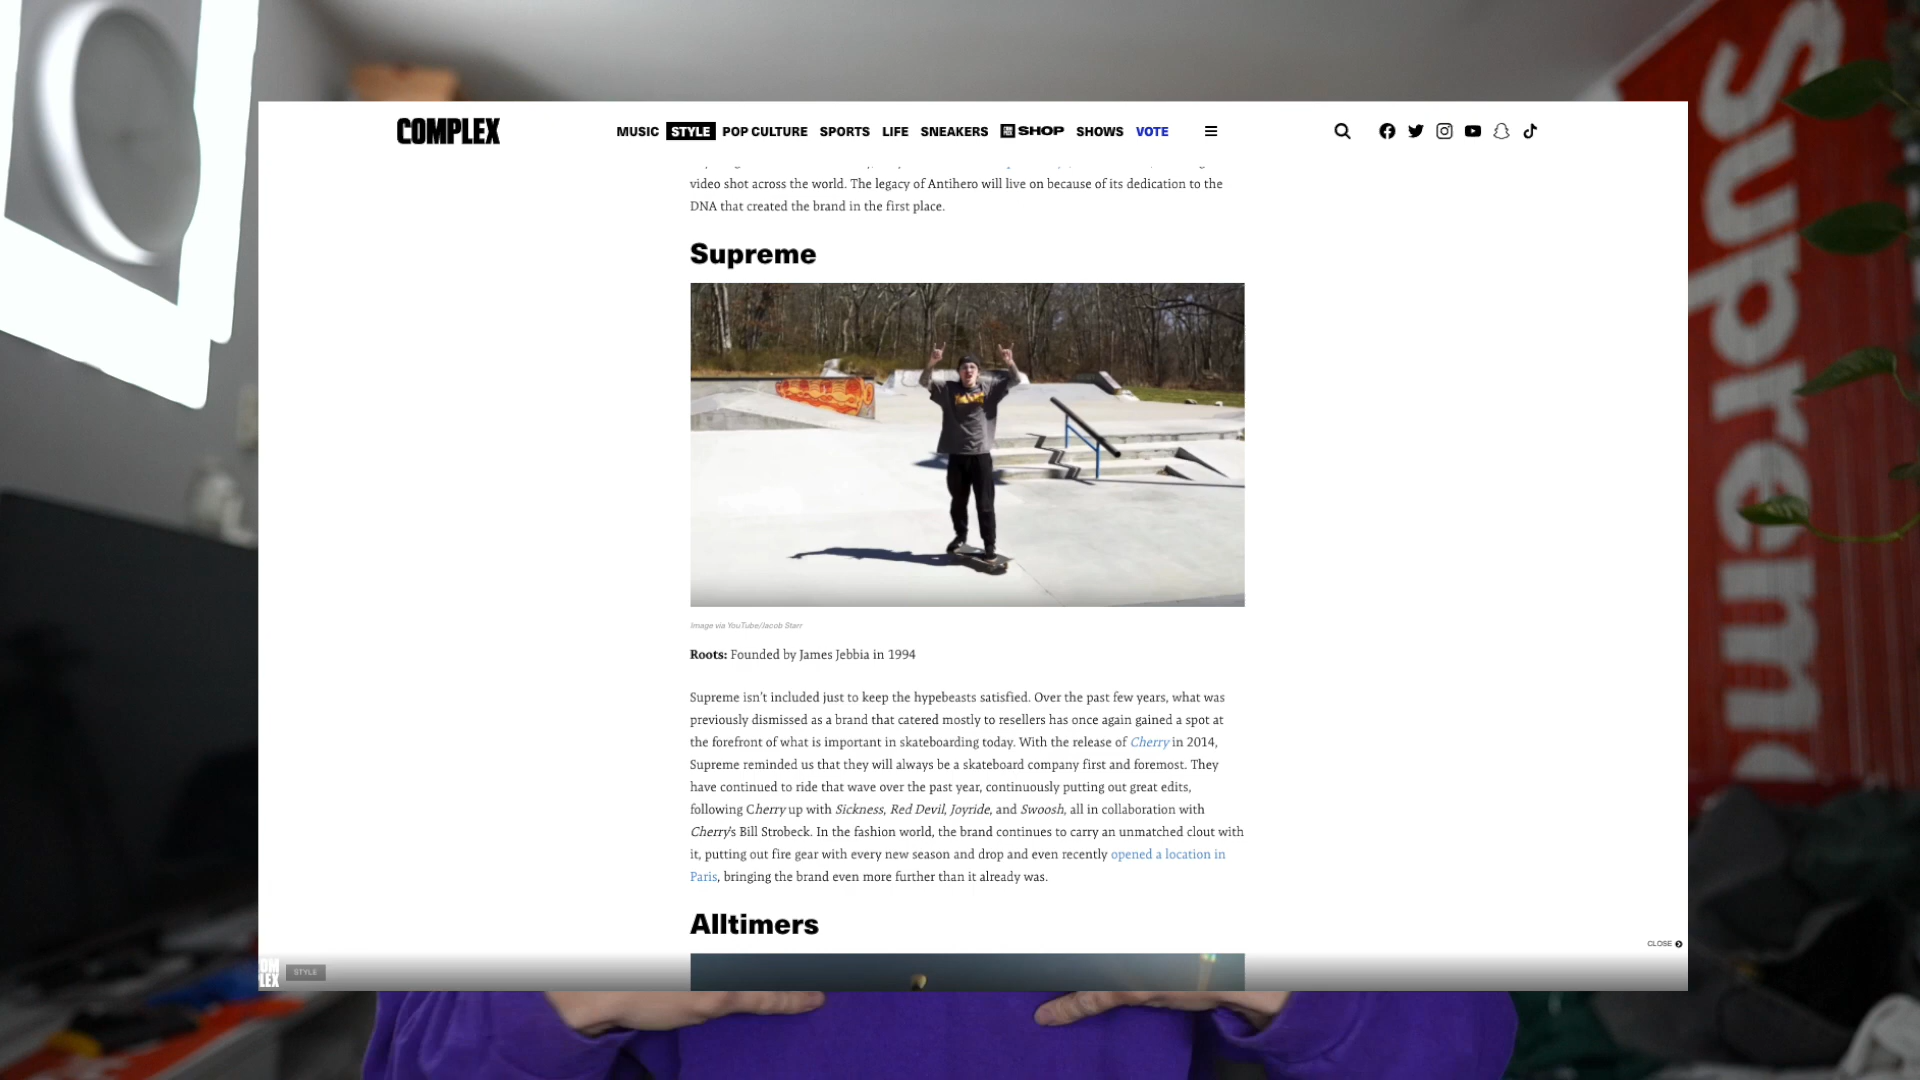 COMPLEX
MUSIC STYLE POP CULTURE SPORTS LIFE SNEAKERS COMPLEX SHOP SHOWS VOTE
video shot across the world. The legacy of Antihero will live on because of its dedication to the
DNA that created the brand in the first place.
Supreme
Image via YouTube/Jacob Starr
Roots: Founded by James Jebbia in 1994
Supreme isn't included just to keep the hypebeasts satisfied. Over the past few years, what was
previously dismissed as a brand that catered mostly to resellers has once again gained a spot at
the forefront of what is important in skateboarding today. With the release of Cherry in 2014,
Supreme reminded us that they will always be a skateboard company first and foremost. They
have continued to ride that wave over the past year, continuously putting out great edits,
following Cherry up with Sickness, Red Devil, Joyride, and Swoosh, all in collaboration with
Cherry's Bill Strobeck. In the fashion world, the brand continues to carry an unmatched clout with
it, putting out fire gear with every new season and drop and even recently opened a location in
Paris, bringing the brand even more further than it already was.
Alltimers
CLOSE
OM
LEX
STYLE
Supreme